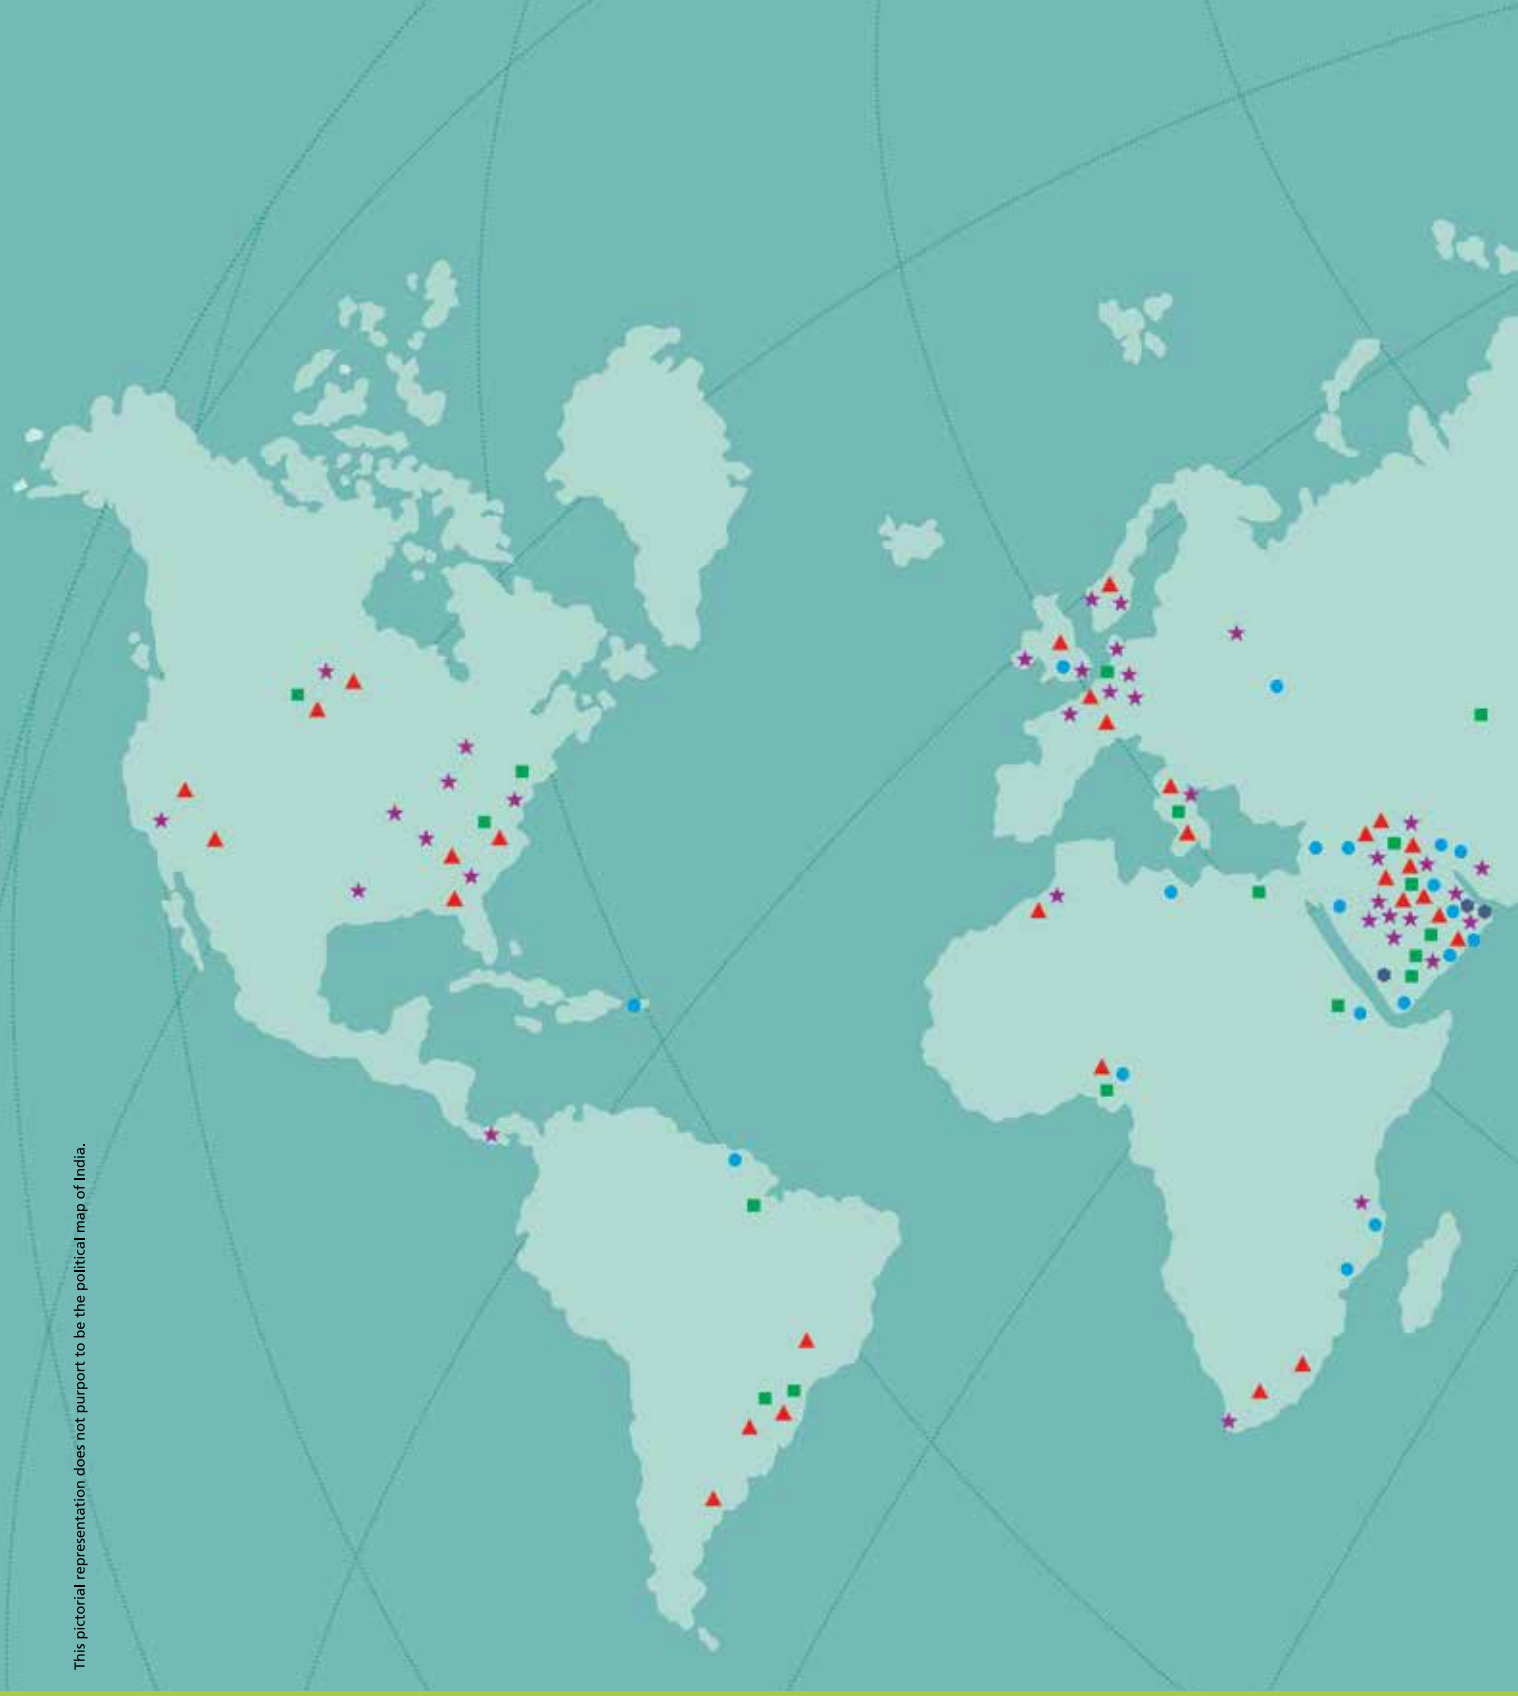 This pictorial representation does not purport to be the political map of India.